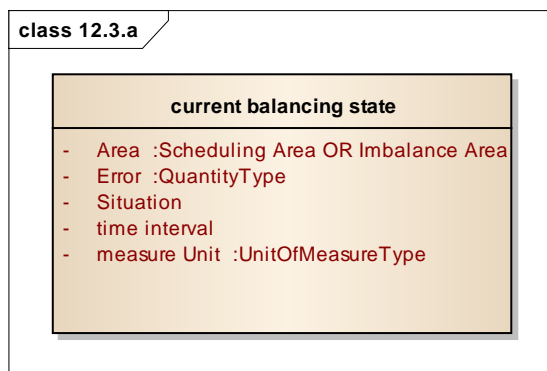 class 12.3.a
current balancing state
- Area :Scheduling Area OR Imbalance Area
- Error :QuantityType
- Situation
- time interval
- measure Unit :UnitOfMeasureType